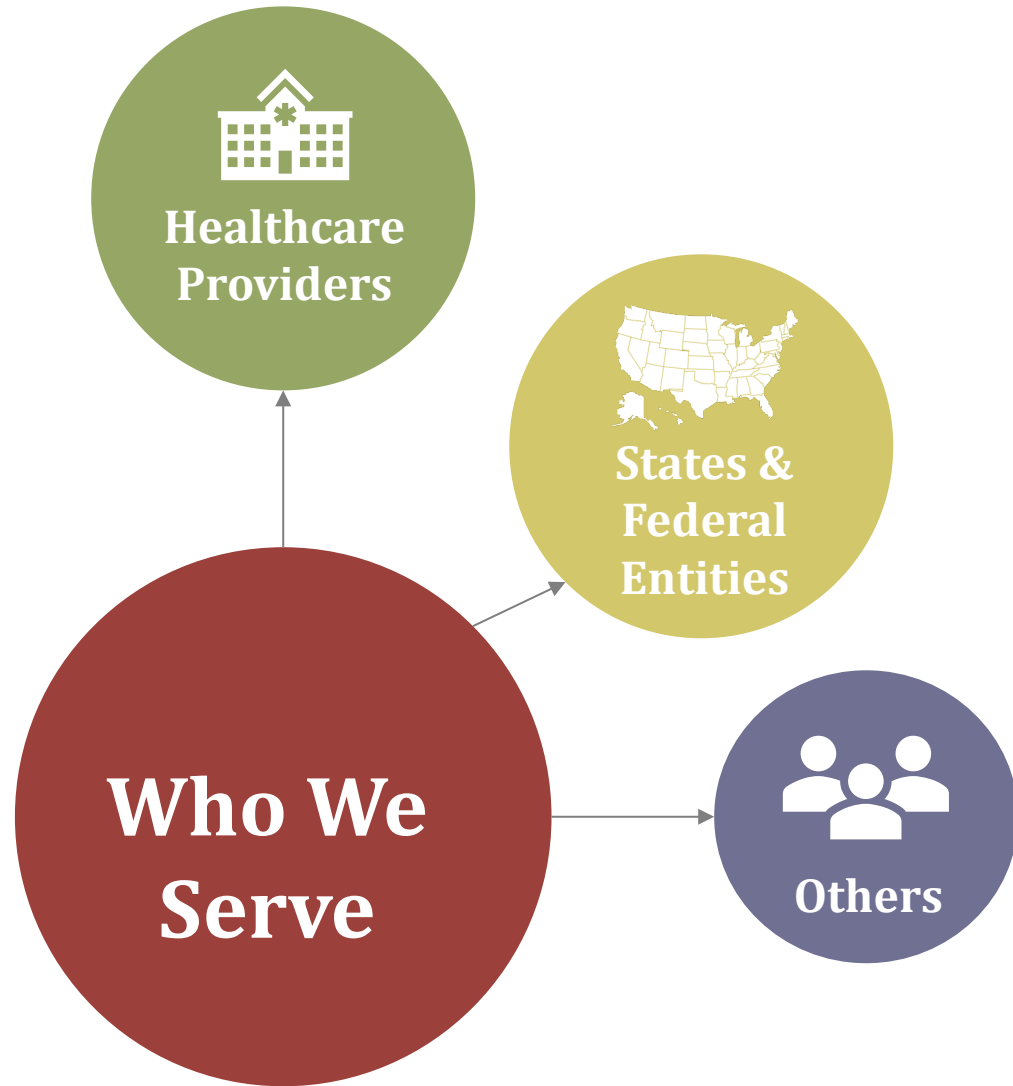 Healthcare
Providers
States &
Federal
Entities
Who We
Serve
Others